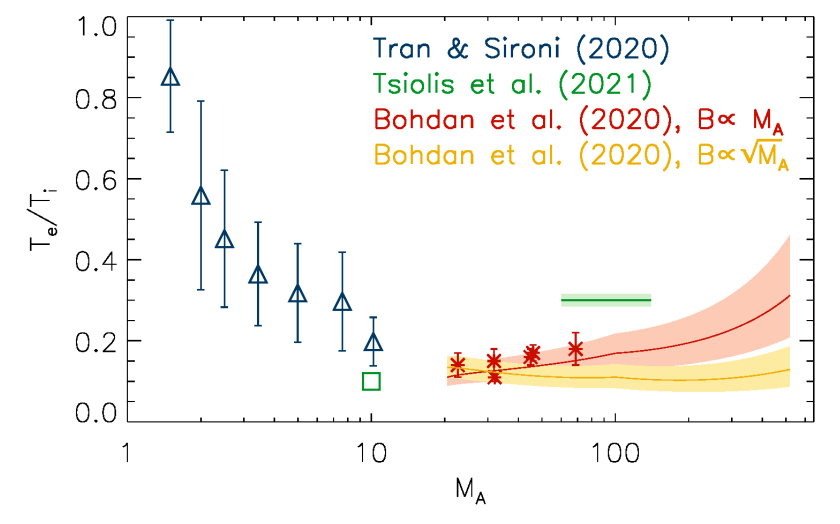 Tran & Sironi (2020)
Tsiolis et al. (2021)
Bohdan et al. (2020), B∝ M_A
Bohdan et al. (2020), B∝√M_A
T_e/T_i
1.0
0.8
0.6
0.4
0.2
0.0
1
10
100
M_A